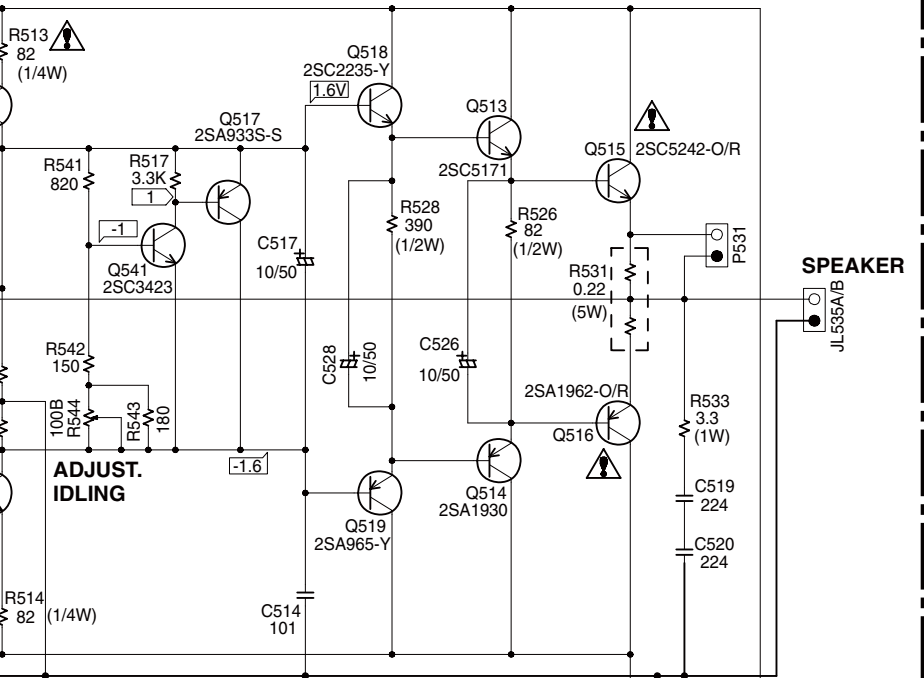 R513
82
(1/4W)
Q518
2SC2235-Y
1.6V
Q517
2SA933S-S
Q513
2SC5171
Q515
2SC5242-O/R
R541
820
R517
3.3K
1
-1
Q541
2SC3423
C517
10/50
R528
390
(1/2W)
R526
82
(1/2W)
P531
R531
0.22
(5W)
SPEAKER
JL535A/B
R542
150
C528
10/50
C526
10/50
2SA1962-O/R
Q516
100B
R544
R543
180
R533
3.3
(1W)
ADJUST.
IDLING
-1.6
Q519
2SA965-Y
Q514
2SA1930
C519
224
C520
224
R514
82
(1/4W)
C514
101